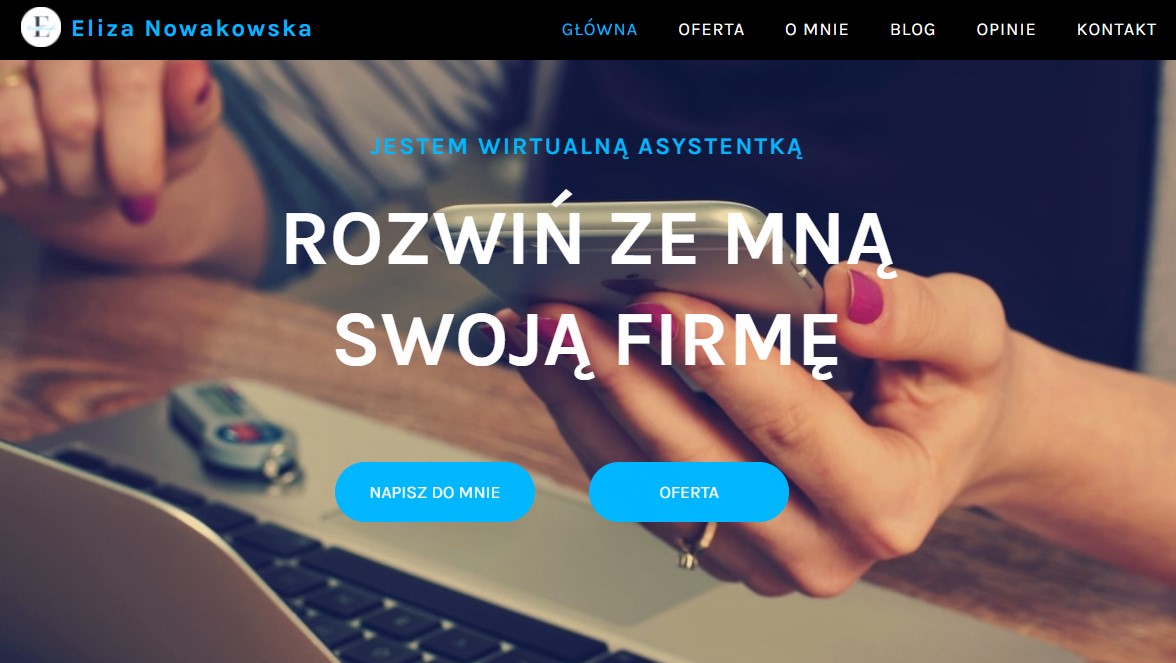 E
Eliza Nowakowska
GŁÓWNA OFERTA O MNIE BLOG OPINIE KONTAKT
JESTEM WIRTUALNĄ ASYSTENTKĄ
ROZWIŃ ZE MNĄ
SWOJĄ FIRMĘ
NAPISZ DO MNIE
OFERTA